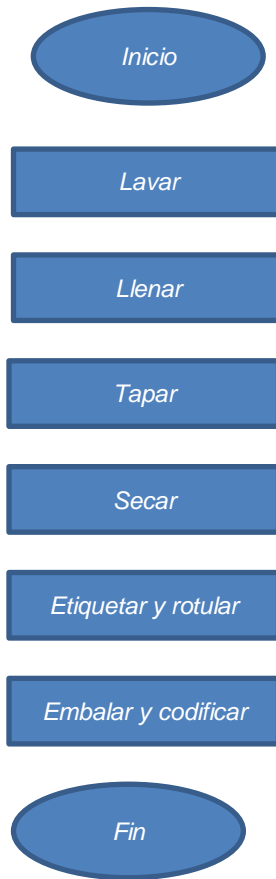 Inicio
Lavar
Llenar
Tapar
Secar
Etiquetar y rotular
Embalar y codificar
Fin